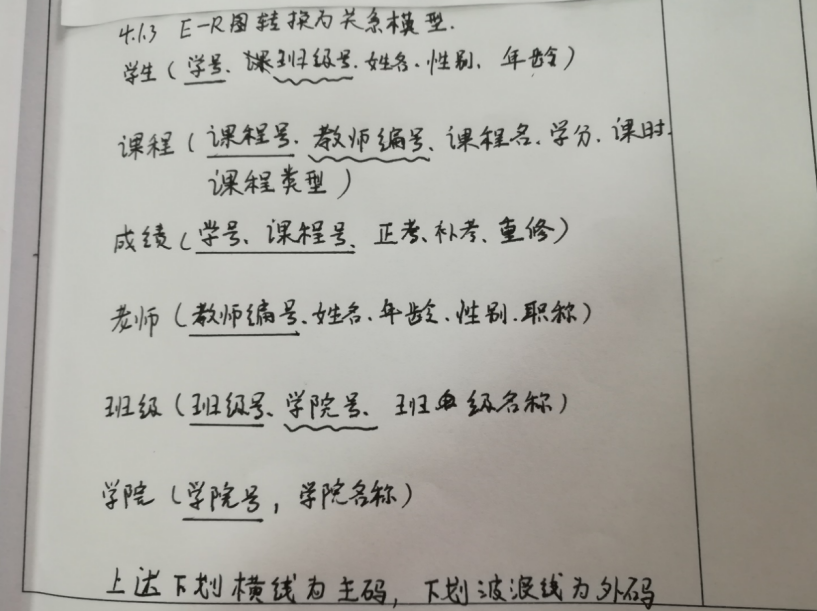 4.1.3 E-R图转换为关系模型.
学生(学号、班级号、姓名、性别、年龄)
课程(课程号、教师编号、课程名、学分、课时、
课程类型)
成绩(学号、课程号、正考、补考、重修)
老师(教师编号、姓名、年龄、性别、职称)
班级(班级号、学院号、班级名称)
学院(学院号,学院名称)
上述下划横线为主码,下划波浪线为外码